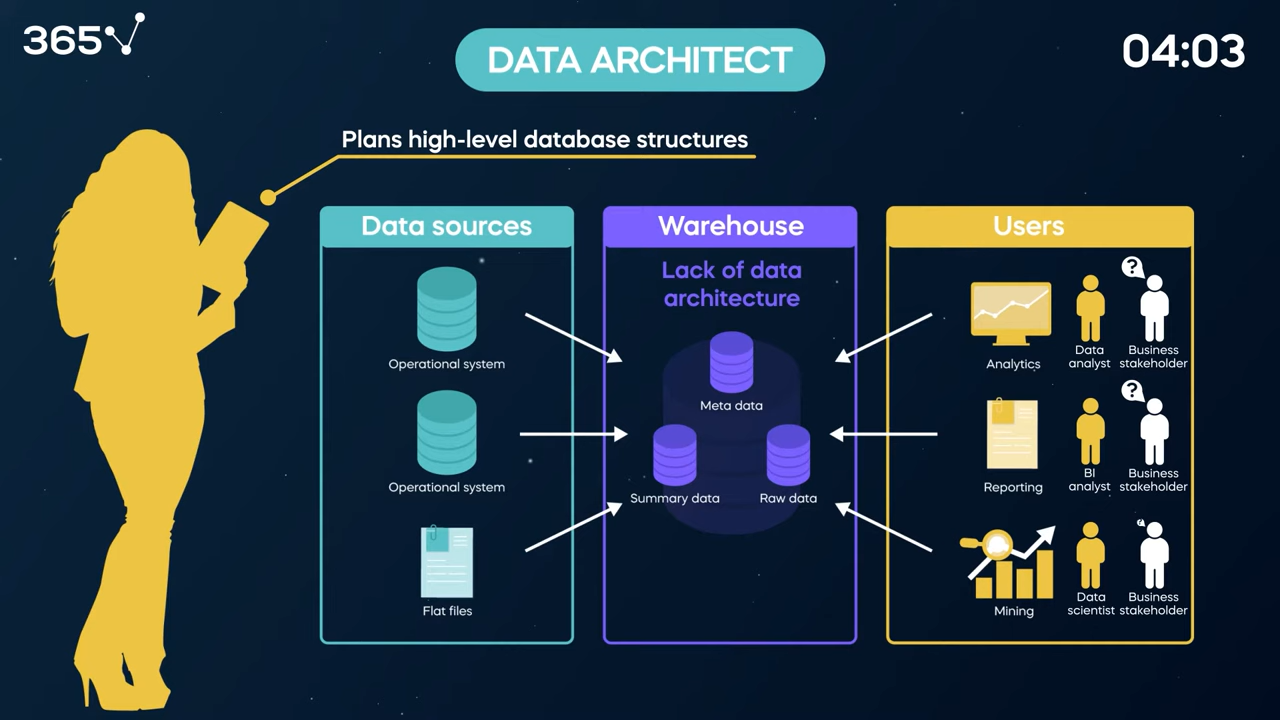 365
DATA ARCHITECT
04:03
Plans high-level database structures
Data sources
Operational system
Operational system
Flat files
Warehouse
Lack of data
architecture
Meta data
Summary data
Raw data
Users
Analytics
Data
analyst
Business
stakeholder
?
Reporting
BI
analyst
Business
stakeholder
?
Mining
Data
scientist
Business
stakeholder
?